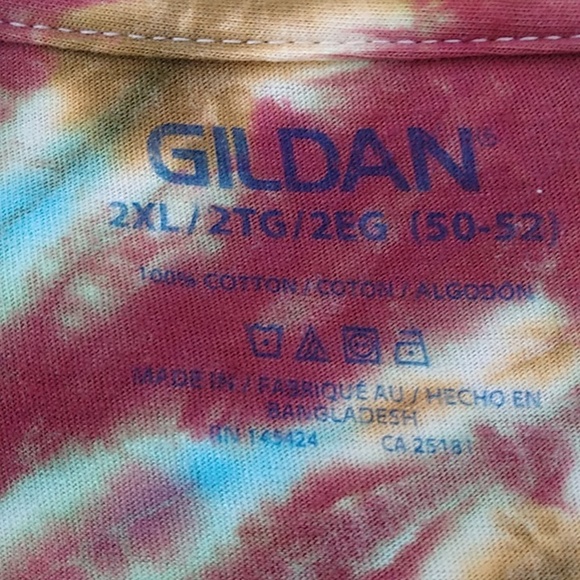 GILDAN®
2XL/2TG/2EG (50-52)
100% COTTON / COTON / ALGODÓN
MADE IN / FABRIQUÉ AU / HECHO EN
BANGLADESH
RN 145424 CA 25181